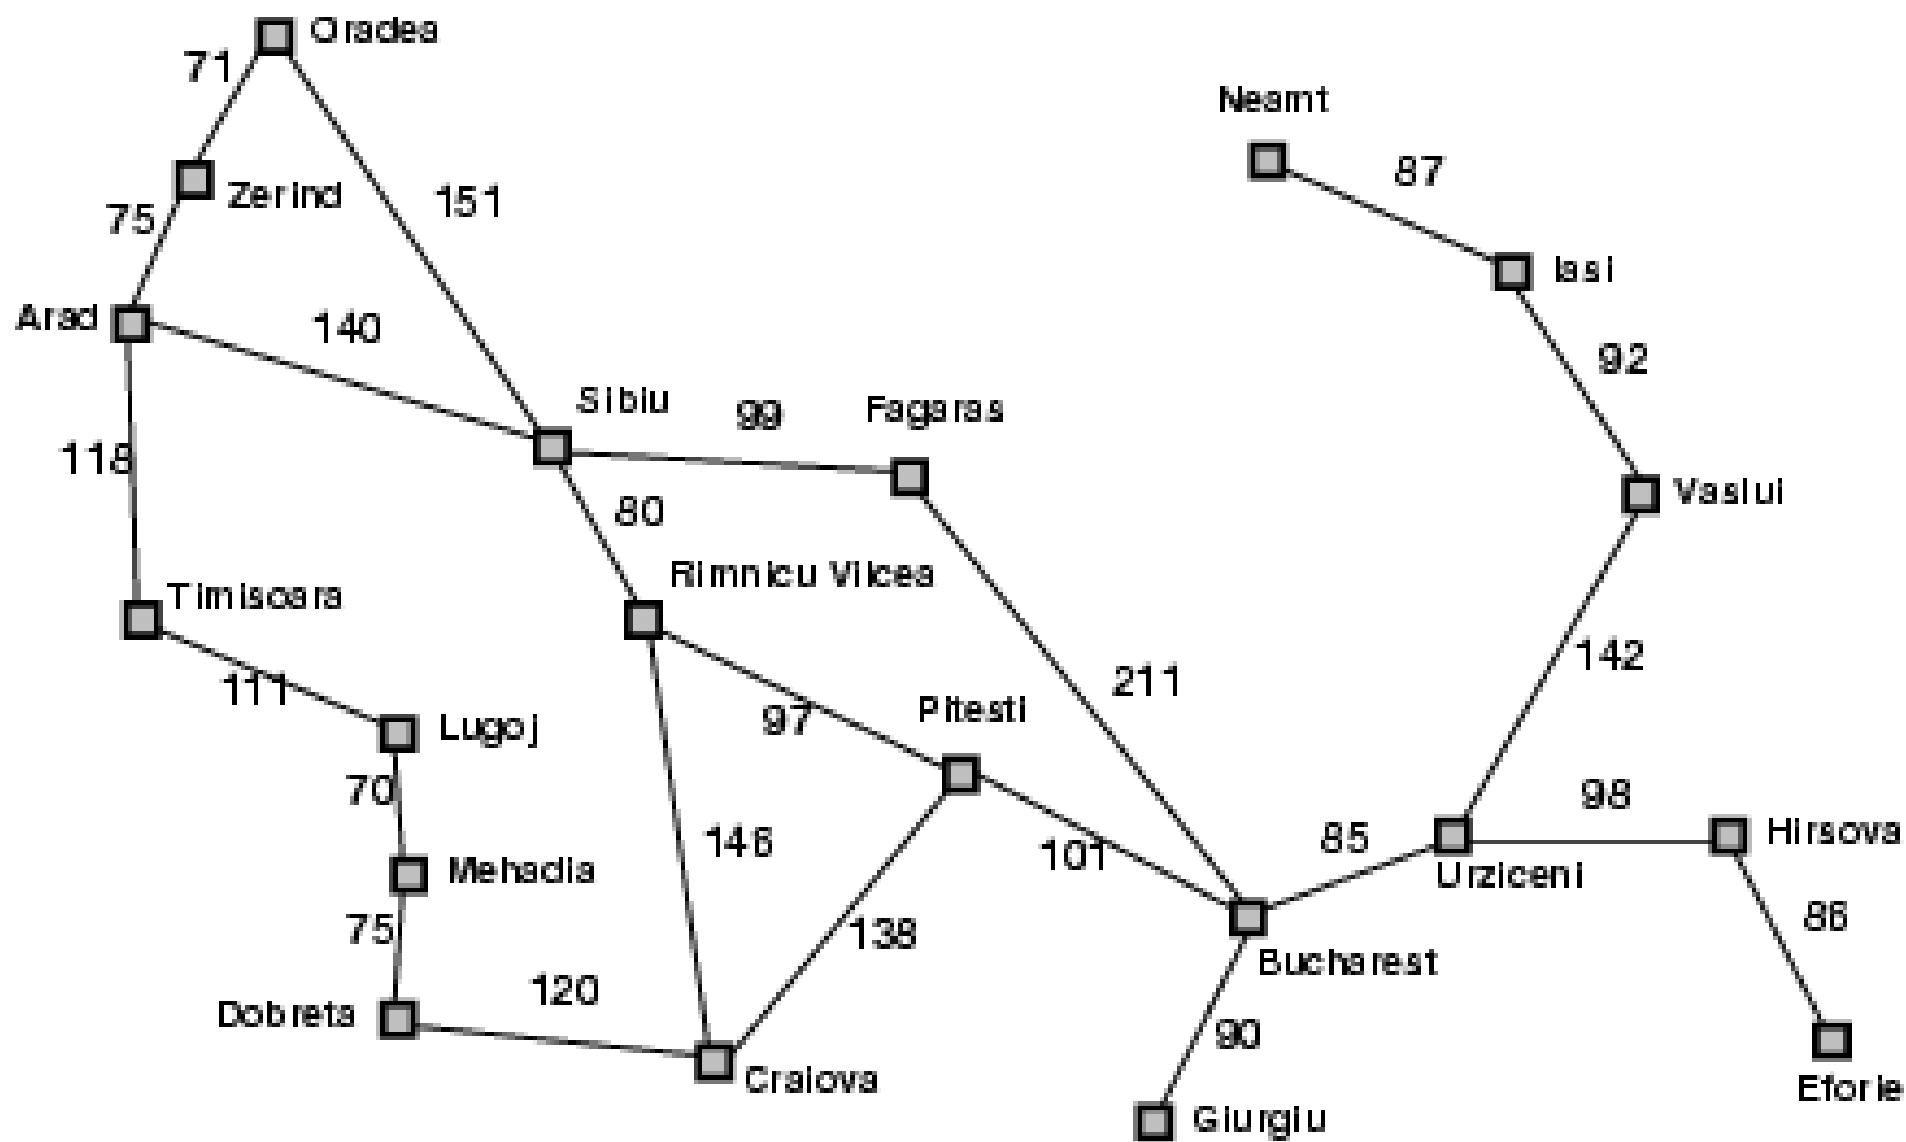 Oradea
71
Neamt
87
Zerind
151
75
Iasi
Arad
140
92
Sibiu
99
Fagaras
118
80
Vaslui
Rimnicu Vilcea
Timisoara
142
111
211
97
Pitesti
Lugoj
70
98
146
85
Hirsova
101
Mehadia
Urziceni
75
138
86
Bucharest
120
Dobreta
90
Craiova
Eforie
Giurgiu